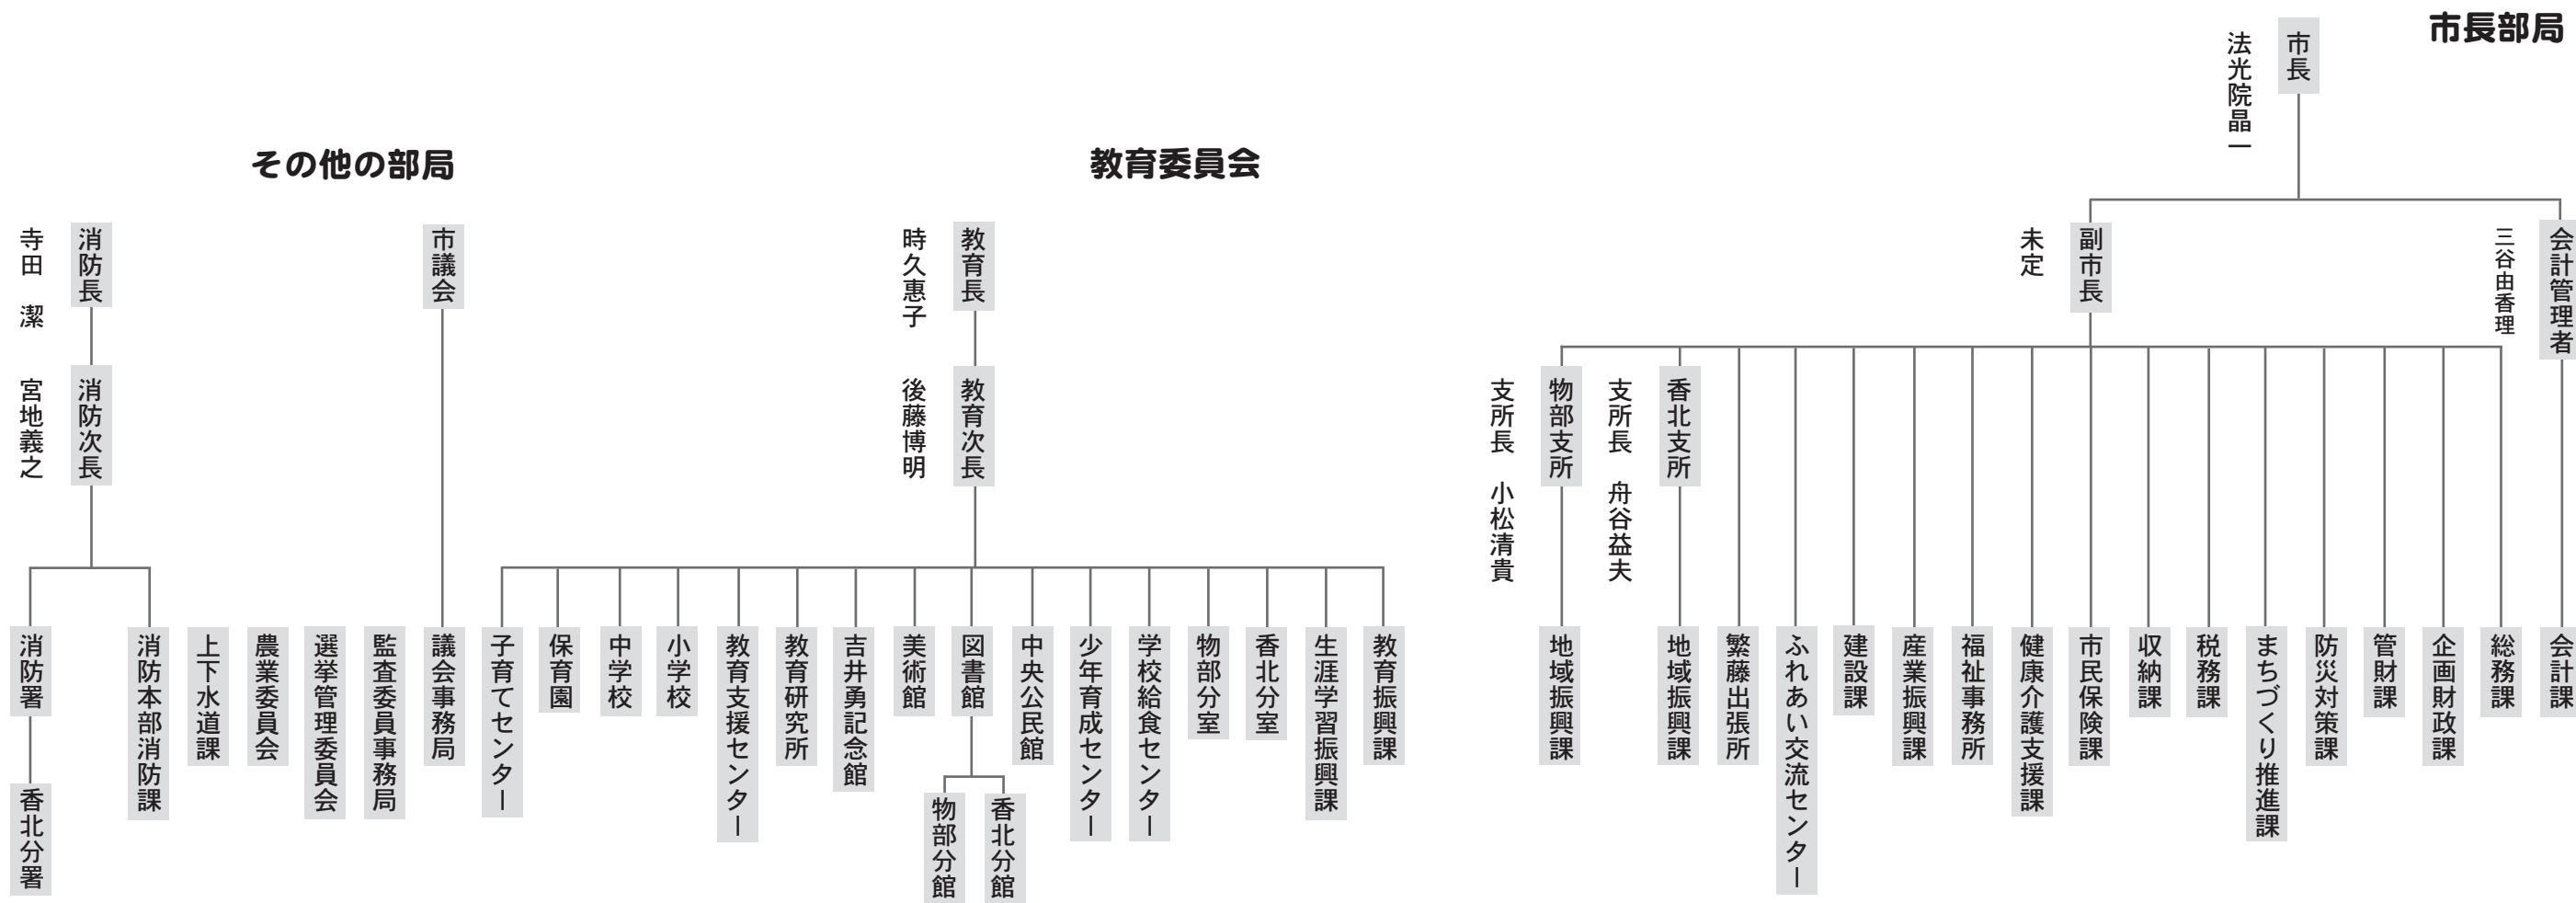 市長部局
市長
法光院晶一
会計管理者
三谷由香理
会計課
副市長
未定
総務課
企画財政課
管財課
防災対策課
まちづくり推進課
税務課
収納課
市民保険課
健康介護支援課
福祉事務所
産業振興課
建設課
ふれあい交流センター
繁藤出張所
香北支所
支所長 舟谷益夫
地域振興課
物部支所
支所長 小松清貴
地域振興課
教育委員会
教育長
時久惠子
教育次長
後藤博明
教育振興課
生涯学習振興課
香北分室
物部分室
学校給食センター
少年育成センター
中央公民館
図書館
香北分館
物部分館
美術館
吉井勇記念館
教育研究所
教育支援センター
小学校
中学校
保育園
子育てセンター
その他の部局
市議会
議会事務局
監査委員事務局
選挙管理委員会
農業委員会
上下水道課
消防長
寺田 潔
消防次長
宮地義之
消防本部消防課
消防署
香北分署